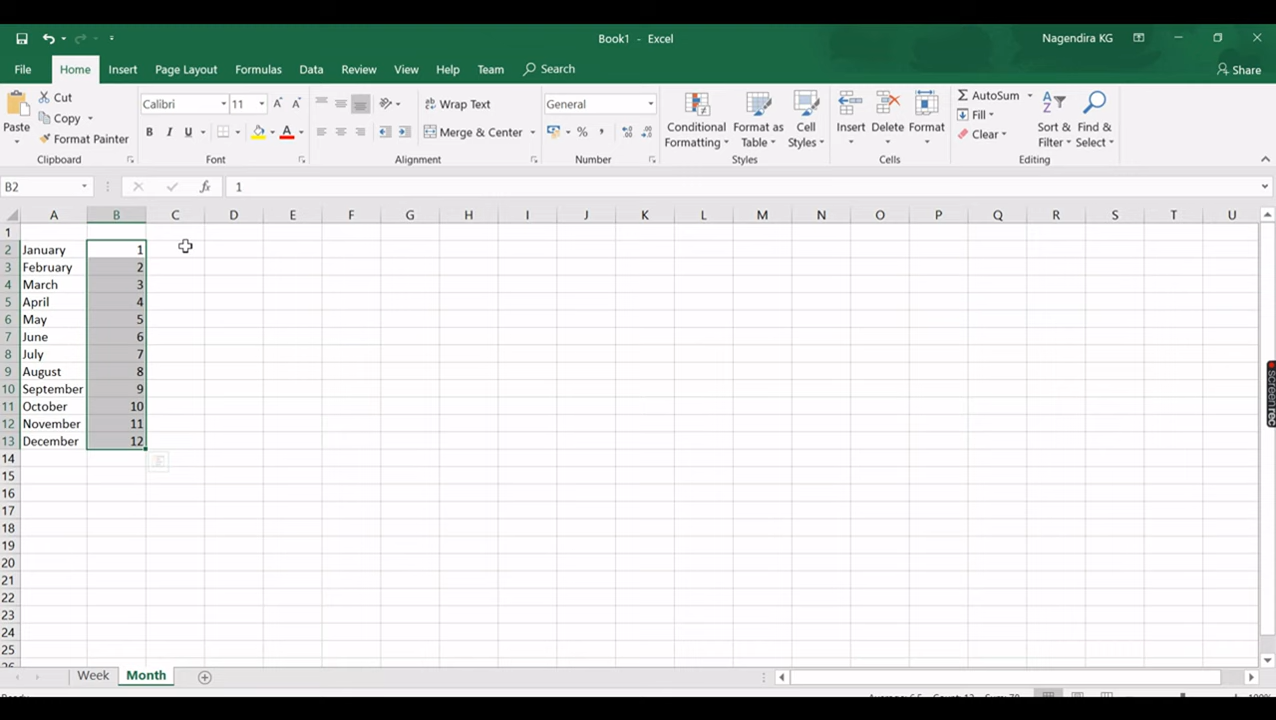 Book1 - Excel
Nagendira KG
File Home Insert Page Layout Formulas Data Review View Help Team Search Share
Paste
Cut
Copy
Format Painter
Clipboard
Calibri 11
B I U
Font
Wrap Text
Merge & Center
Alignment
General
Number
Conditional Formatting
Format as Table
Cell Styles
Styles
Insert Delete Format
Cells
AutoSum
Fill
Clear
Sort & Filter
Find & Select
Editing
B2 fx 1
A B C D E F G H I J K L M N O P Q R S T U
1
2 January 1
3 February 2
4 March 3
5 April 4
6 May 5
7 June 6
8 July 7
9 August 8
10 September 9
11 October 10
12 November 11
13 December 12
14
15
16
17
18
19
20
21
22
23
24
25
screenrec
Week Month